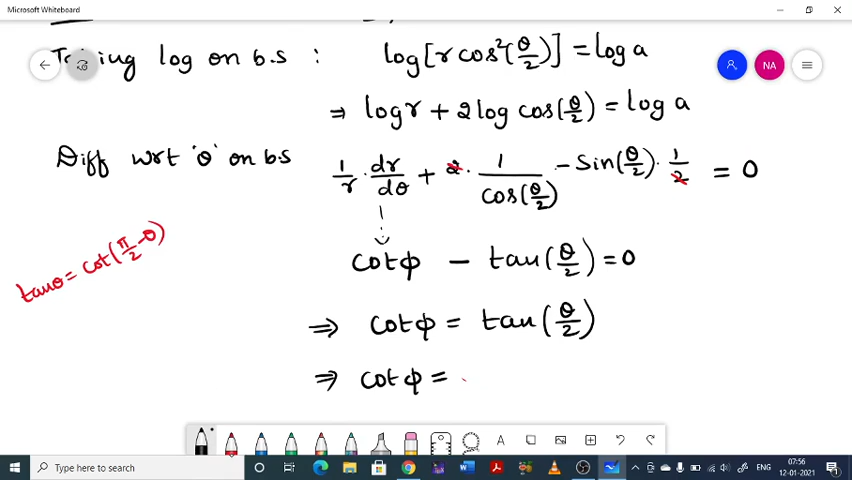 Microsoft Whiteboard
Taking log on b.s : log[r cos²(θ/2)] = log a
NA
⇒ log r + 2 log cos(θ/2) = log a
Diff wrt 'θ' on bs
1/r · dr/dθ + 2 · 1/cos(θ/2) · -Sin(θ/2) · 1/2 = 0
cotφ - tan(θ/2) = 0
tanθ = cot(π/2 - θ)
⇒ cotφ = tan(θ/2)
⇒ cotφ =
Type here to search
ENG
07:56
12-01-2021